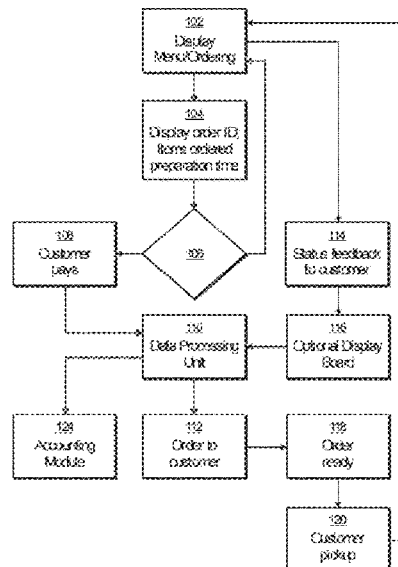 102
Display
Menu/Ordering
104
Display order ID,
Items ordered
preparation time
106
108
Customer
pays
114
Status feedback
to customer
110
Data Processing
Unit
116
Optional Display
Board
124
Accounting
Module
112
Order to
customer
118
Order
ready
120
Customer
pickup